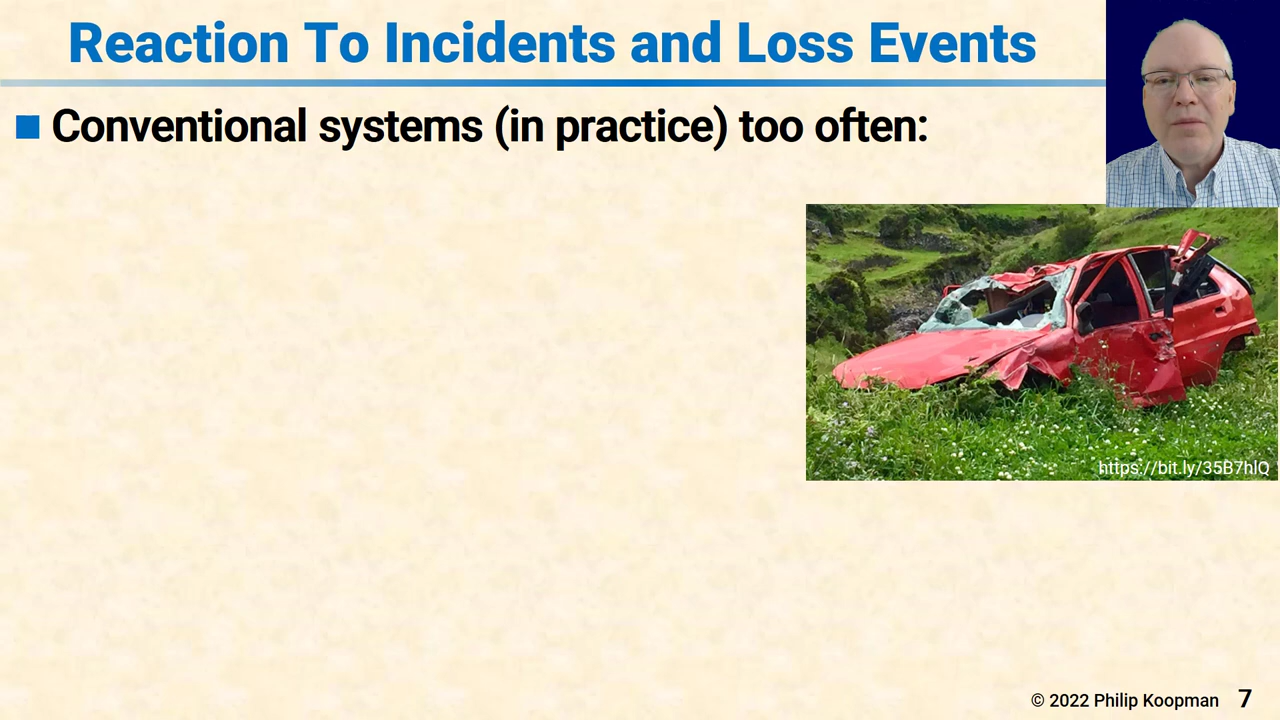 Reaction To Incidents and Loss Events
Conventional systems (in practice) too often:
https://bit.ly/35B7hlQ
© 2022 Philip Koopman 7